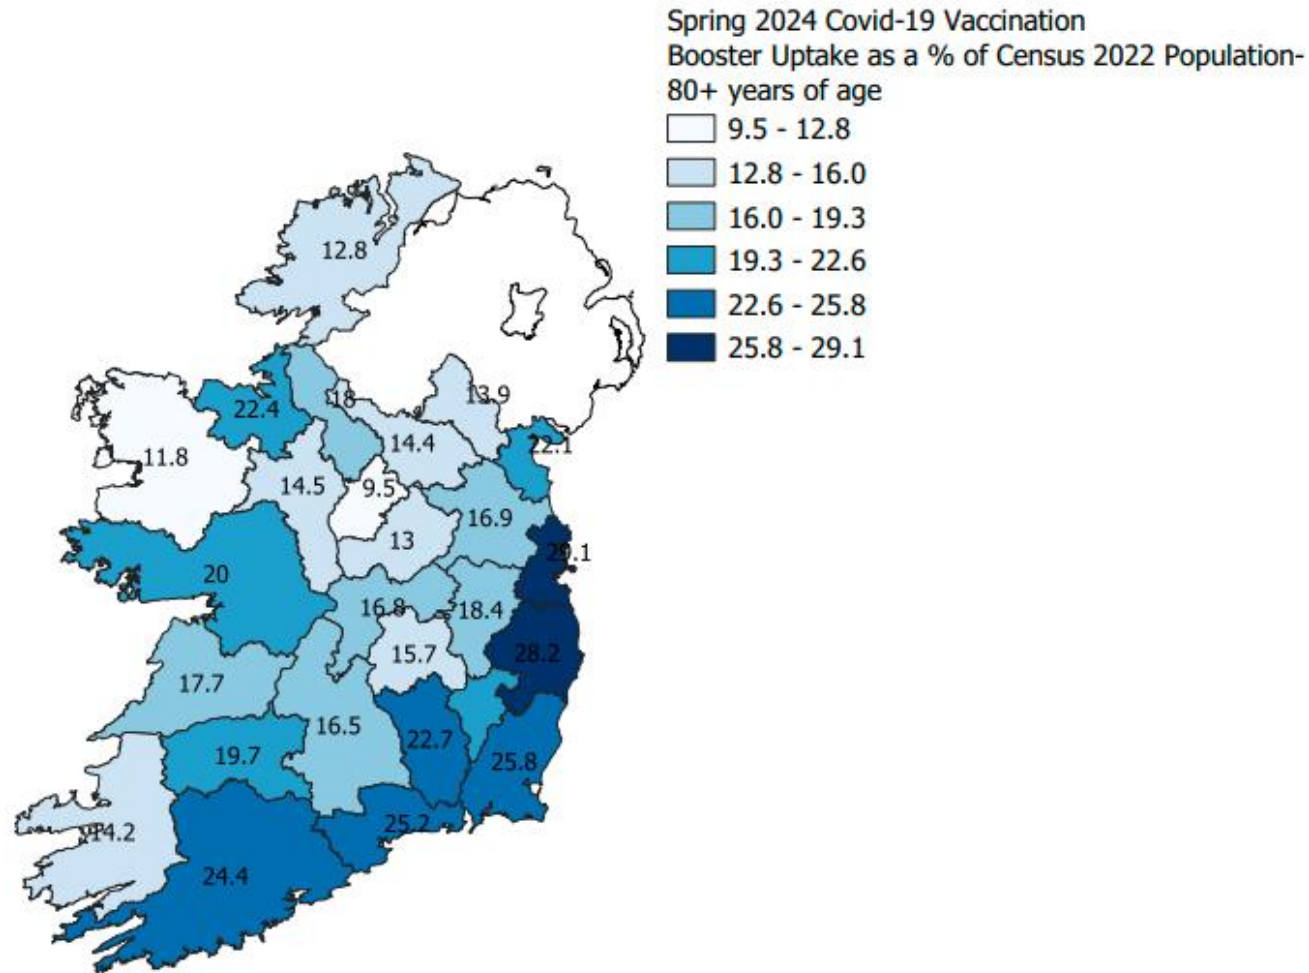 Spring 2024 Covid-19 Vaccination
Booster Uptake as a % of Census 2022 Population-
80+ years of age
9.5 - 12.8
12.8 - 16.0
16.0 - 19.3
19.3 - 22.6
22.6 - 25.8
25.8 - 29.1
12.8
13.9
18
22.4
14.4
22.1
11.8
14.5
9.5
16.9
13
29.1
20
16.8
18.4
15.7
28.2
17.7
16.5
22.7
19.7
25.8
25.2
14.2
24.4